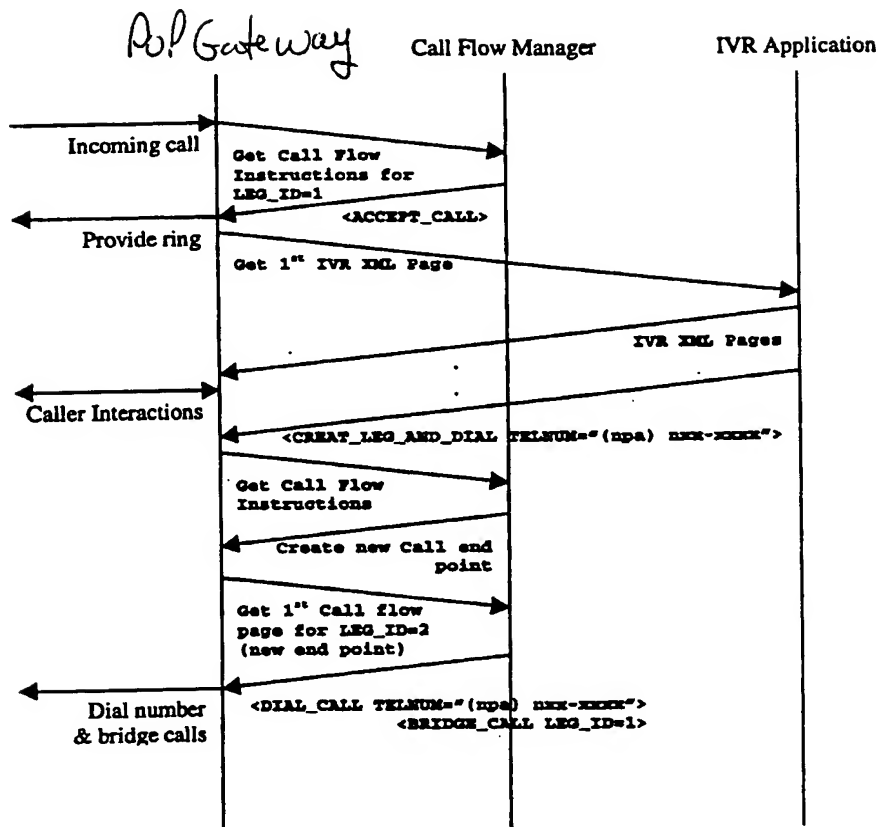 PoP Gateway
Call Flow Manager
IVR Application
Incoming call
Get Call Flow
Instructions for
LEG_ID=1
<ACCEPT_CALL>
Provide ring
Get 1st IVR XML Page
IVR XML Pages
Caller Interactions
<CREAT_LEG_AND_DIAL TELNUM="(npa) nxx-xxxx">
Get Call Flow
Instructions
Create new Call end
point
Get 1st Call flow
page for LEG_ID=2
(new end point)
Dial number
& bridge calls
<DIAL_CALL TELNUM="(npa) nxx-xxxx">
<BRIDGE_CALL LEG_ID=1>